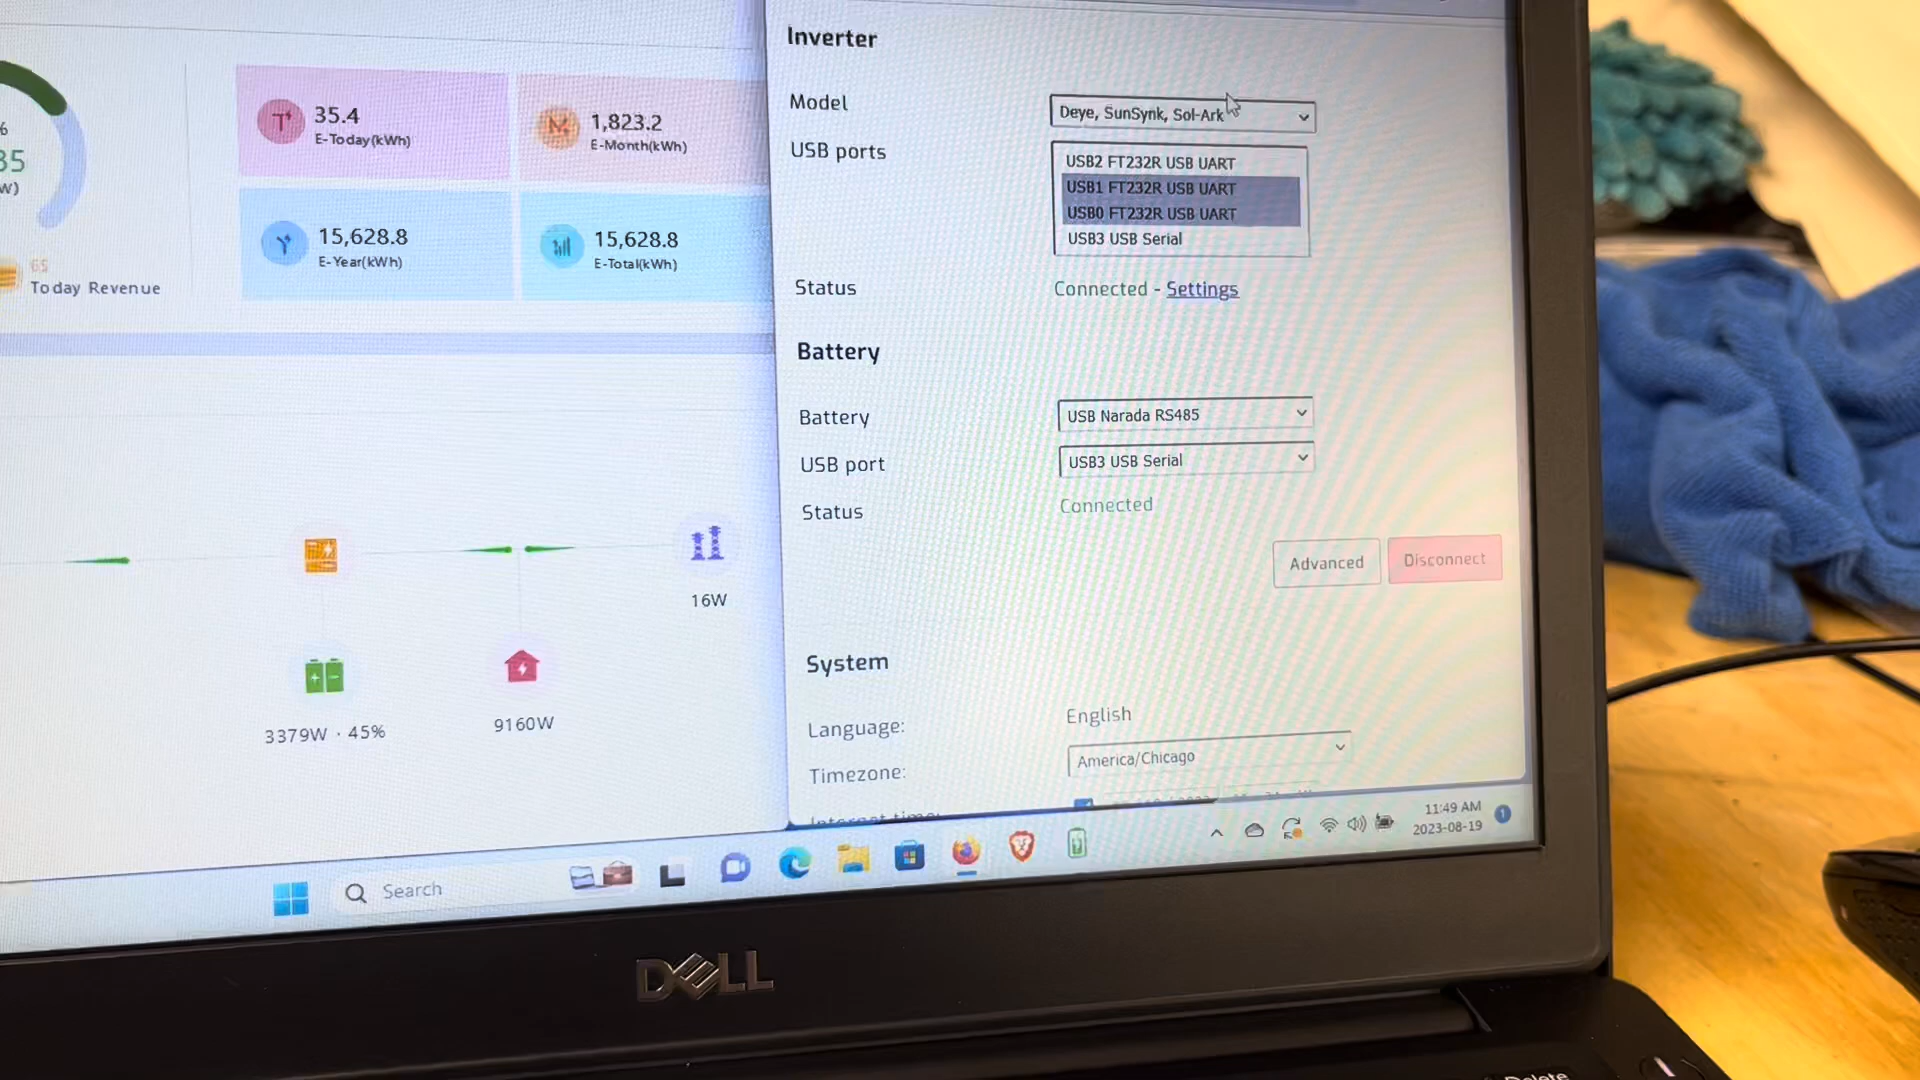 Inverter
Model
Deye, SunSynk, Sol-Ark
USB ports
USB2 FT232R USB UART
USB1 FT232R USB UART
USB0 FT232R USB UART
USB3 USB Serial
Status
Connected - Settings
Battery
Battery
USB Narada RS485
USB port
USB3 USB Serial
Status
Connected
Advanced
Disconnect
System
Language:
English
Timezone:
America/Chicago
%
35
W)
35.4
E-Today(kWh)
1,823.2
E-Month(kWh)
15,628.8
E-Year(kWh)
15,628.8
E-Total(kWh)
Today Revenue
16W
3379W · 45%
9160W
Search
11:49 AM
2023-08-19
1
DELL
Delete